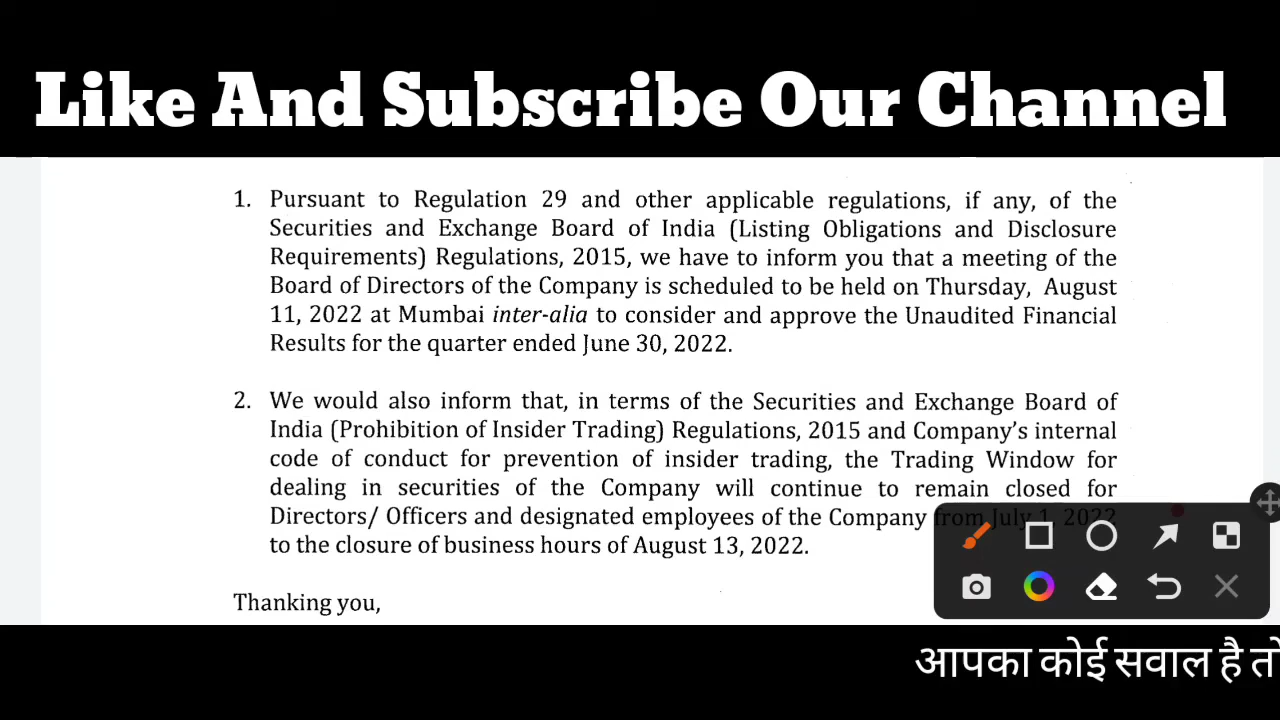 Like And Subscribe Our Channel
1. Pursuant to Regulation 29 and other applicable regulations, if any, of the
Securities and Exchange Board of India (Listing Obligations and Disclosure
Requirements) Regulations, 2015, we have to inform you that a meeting of the
Board of Directors of the Company is scheduled to be held on Thursday, August
11, 2022 at Mumbai inter-alia to consider and approve the Unaudited Financial
Results for the quarter ended June 30, 2022.
2. We would also inform that, in terms of the Securities and Exchange Board of
India (Prohibition of Insider Trading) Regulations, 2015 and Company's internal
code of conduct for prevention of insider trading, the Trading Window for
dealing in securities of the Company will continue to remain closed for
Directors/ Officers and designated employees of the Company from July 1, 2022
to the closure of business hours of August 13, 2022.
Thanking you,
आपका कोई सवाल है तो